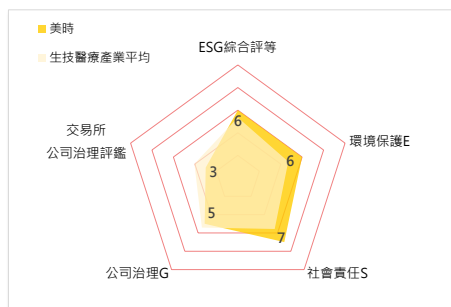 美時
生技醫療產業平均
ESG綜合評等
6
環境保護E
6
交易所
公司治理評鑑
3
5
7
公司治理G
社會責任S